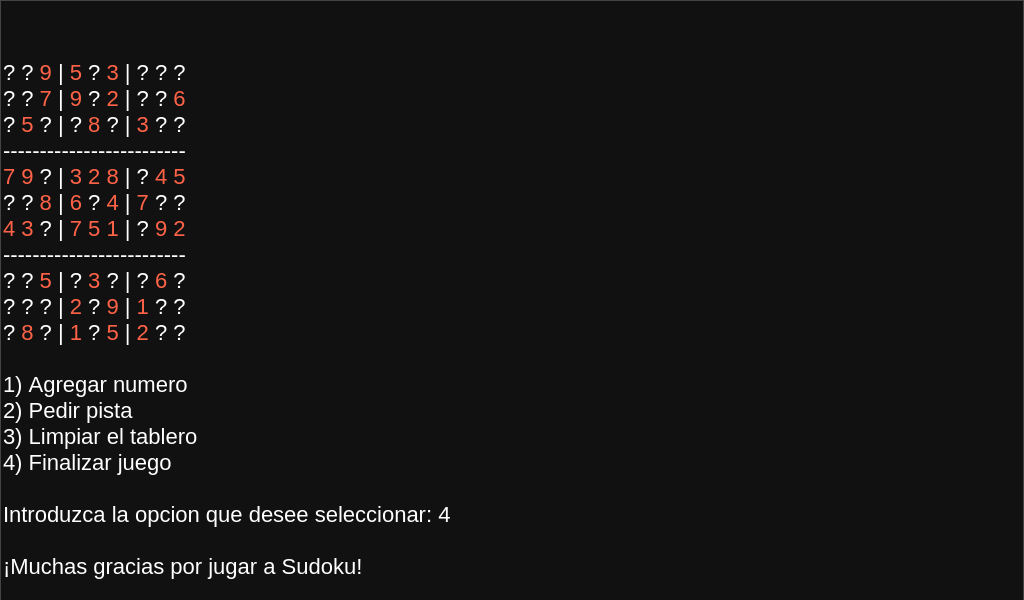 ? ? 9 | 5 ? 3 | ? ? ?
? ? 7 | 9 ? 2 | ? ? 6
? 5 ? | ? 8 ? | 3 ? ?
-------------------------
7 9 ? | 3 2 8 | ? 4 5
? ? 8 | 6 ? 4 | 7 ? ?
4 3 ? | 7 5 1 | ? 9 2
-------------------------
? ? 5 | ? 3 ? | ? 6 ?
? ? ? | 2 ? 9 | 1 ? ?
? 8 ? | 1 ? 5 | 2 ? ?
1) Agregar numero
2) Pedir pista
3) Limpiar el tablero
4) Finalizar juego
Introduzca la opcion que desee seleccionar: 4
¡Muchas gracias por jugar a Sudoku!